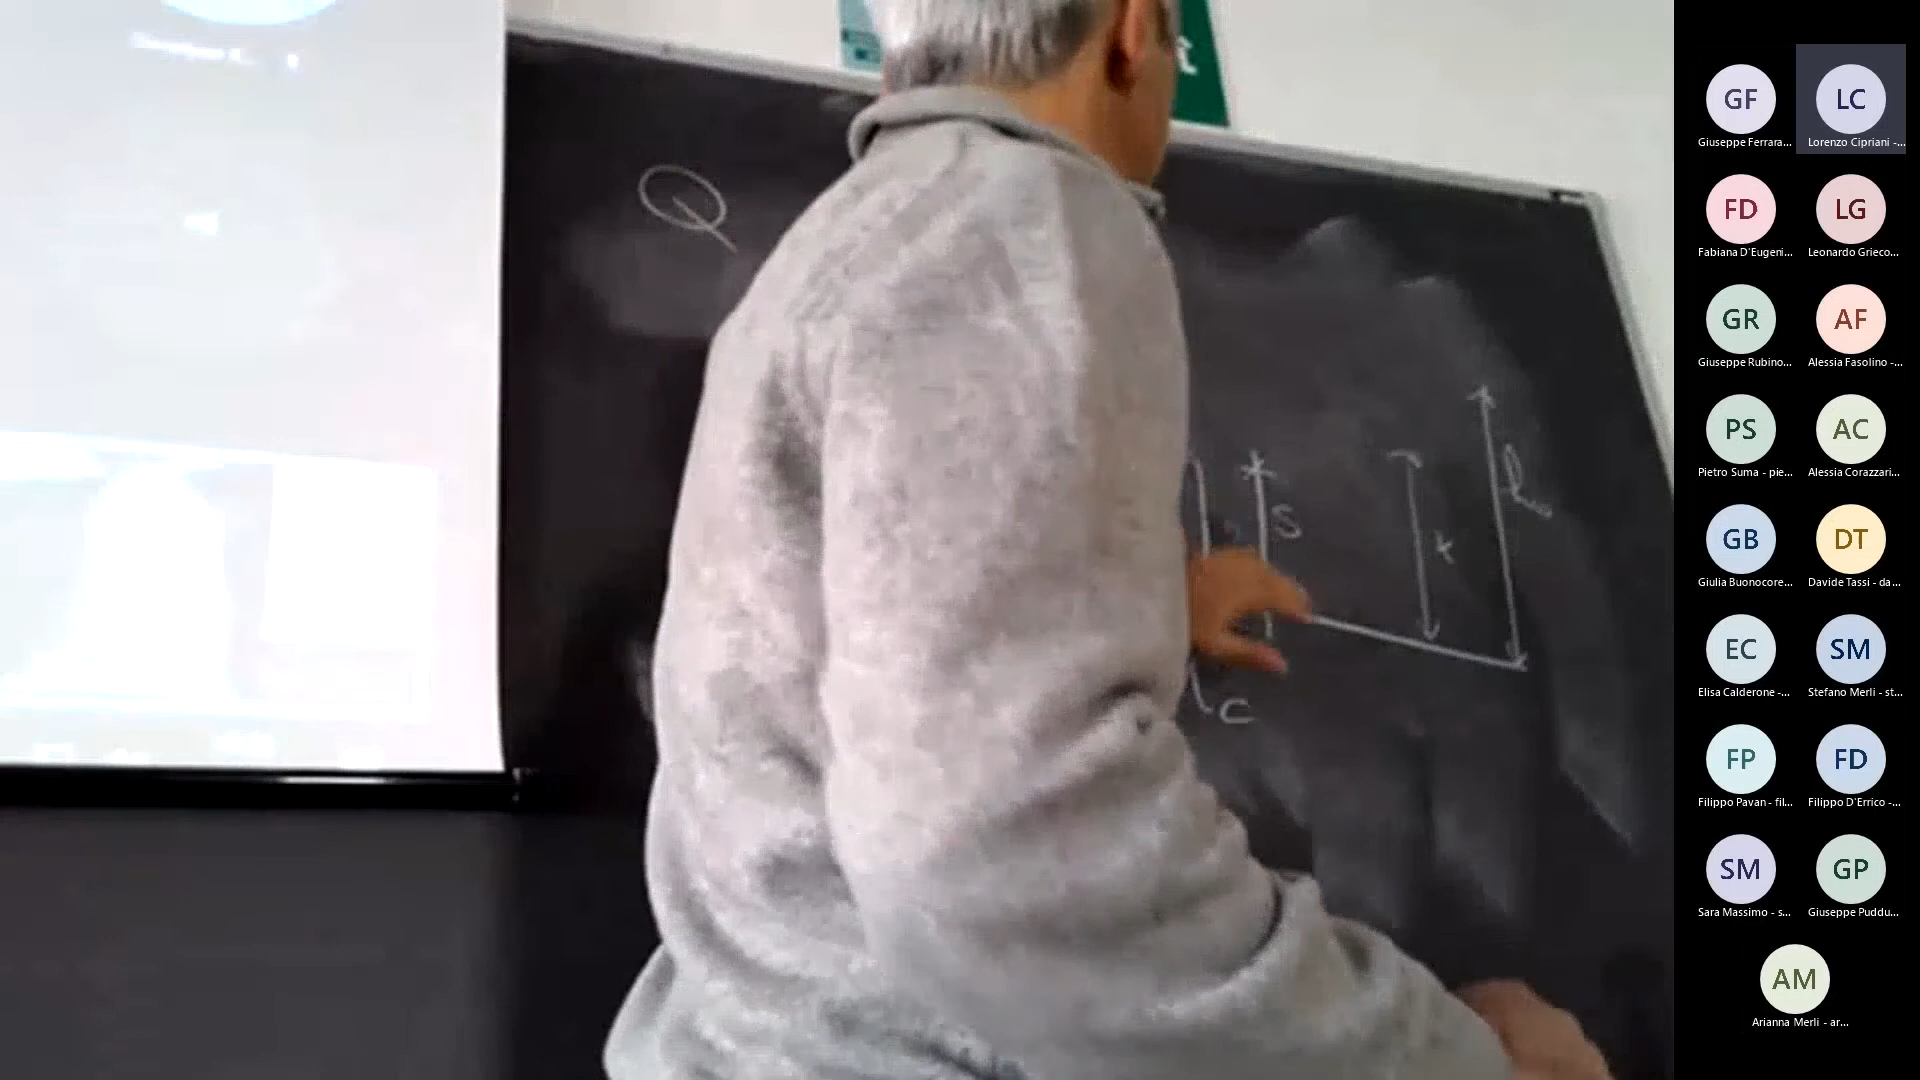 Q
i
s
x
h
c
GF LC
Giuseppe Ferrara... Lorenzo Cipriani -...
FD LG
Fabiana D'Eugeni... Leonardo Grieco...
GR AF
Giuseppe Rubino... Alessia Fasolino -...
PS AC
Pietro Suma - pie... Alessia Corazzari...
GB DT
Giulia Buonocore... Davide Tassi - da...
EC SM
Elisa Calderone -... Stefano Merli - st...
FP FD
Filippo Pavan - fil... Filippo D'Errico -...
SM GP
Sara Massimo - s... Giuseppe Puddu...
AM
Arianna Merli - ar...